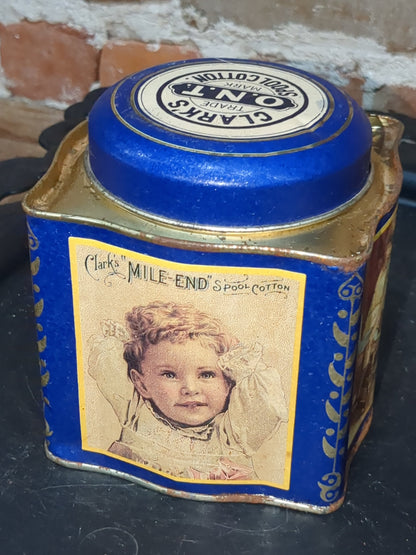 CLARK'S
TRADE
O.N.T.
MARK
SPOOL COTTON.
Clark's "MILE-END" SPOOL COTTON